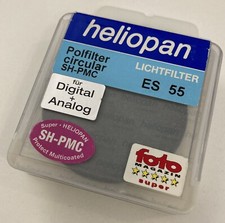 heliopan
Polfilter
circular
SH-PMC
LICHTFILTER
ES 55
für
Digital +
Analog
Super - HELIOPAN
SH-PMC
Protect Multicoated
foto
MAGAZIN
super